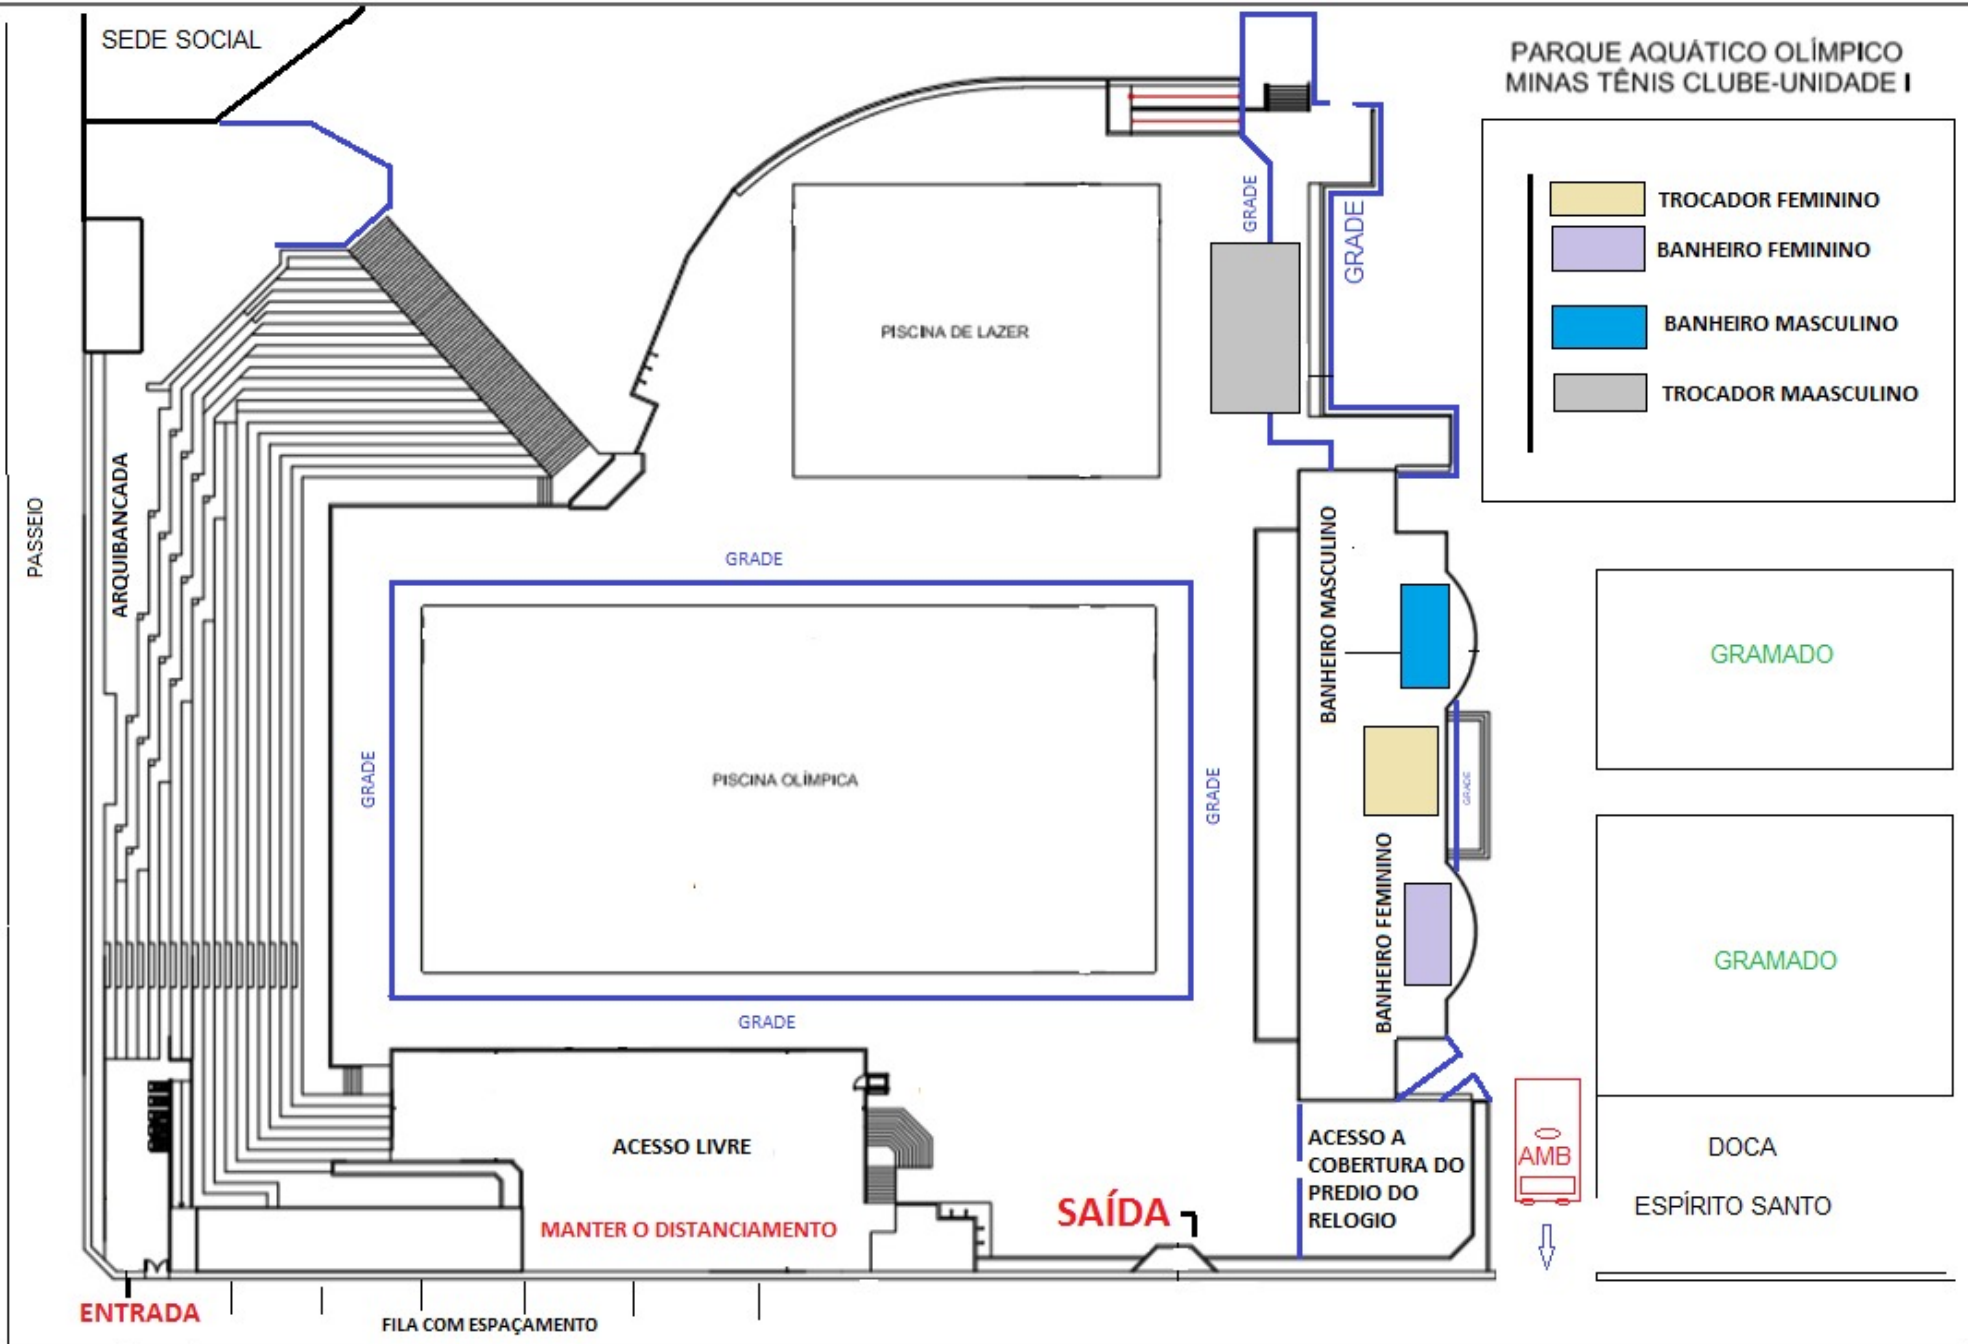 SEDE SOCIAL
PARQUE AQUÁTICO OLÍMPICO
MINAS TÊNIS CLUBE-UNIDADE I
TROCADOR FEMININO
BANHEIRO FEMININO
BANHEIRO MASCULINO
TROCADOR MAASCULINO
GRADE
GRADE
PISCINA DE LAZER
PASSEIO
ARQUIBANCADA
GRADE
BANHEIRO MASCULINO
GRAMADO
GRADE
PISCINA OLÍMPICA
GRADE
GRADE
BANHEIRO FEMININO
GRAMADO
GRADE
ACESSO LIVRE
ACESSO A
COBERTURA DO
PREDIO DO
RELOGIO
AMB
DOCA
ESPÍRITO SANTO
SAÍDA
MANTER O DISTANCIAMENTO
ENTRADA
FILA COM ESPAÇAMENTO